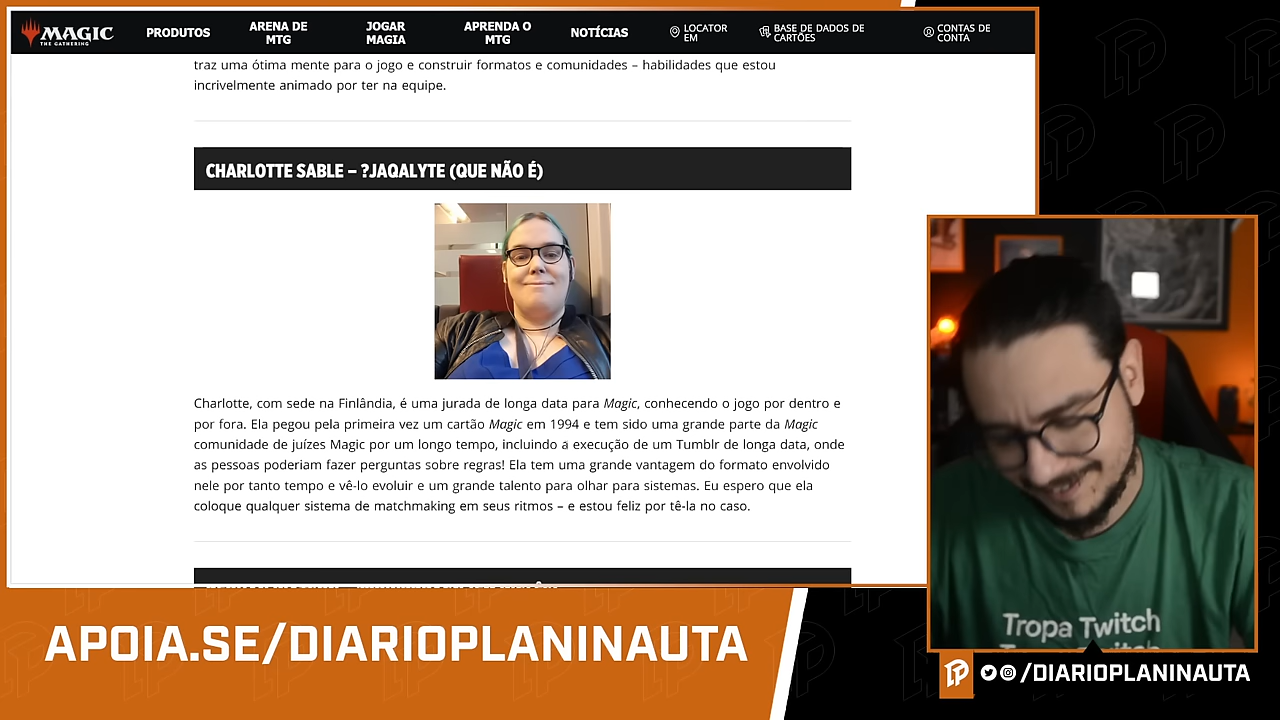 MAGIC
THE GATHERING
PRODUTOS
ARENA DE
MTG
JOGAR
MAGIA
APRENDA O
MTG
NOTÍCIAS
LOCATOR
EM
BASE DE DADOS DE
CARTÕES
CONTAS DE
CONTA
traz uma ótima mente para o jogo e construir formatos e comunidades – habilidades que estou
incrivelmente animado por ter na equipe.
CHARLOTTE SABLE – ?JAQALYTE (QUE NÃO É)
Charlotte, com sede na Finlândia, é uma jurada de longa data para Magic, conhecendo o jogo por dentro e
por fora. Ela pegou pela primeira vez um cartão Magic em 1994 e tem sido uma grande parte da Magic
comunidade de juízes Magic por um longo tempo, incluindo a execução de um Tumblr de longa data, onde
as pessoas poderiam fazer perguntas sobre regras! Ela tem uma grande vantagem do formato envolvido
nele por tanto tempo e vê-lo evoluir e um grande talento para olhar para sistemas. Eu espero que ela
coloque qualquer sistema de matchmaking em seus ritmos – e estou feliz por tê-la no caso.
Tropa Twitch
APOIA.SE/DIARIOPLANINAUTA
/DIARIOPLANINAUTA